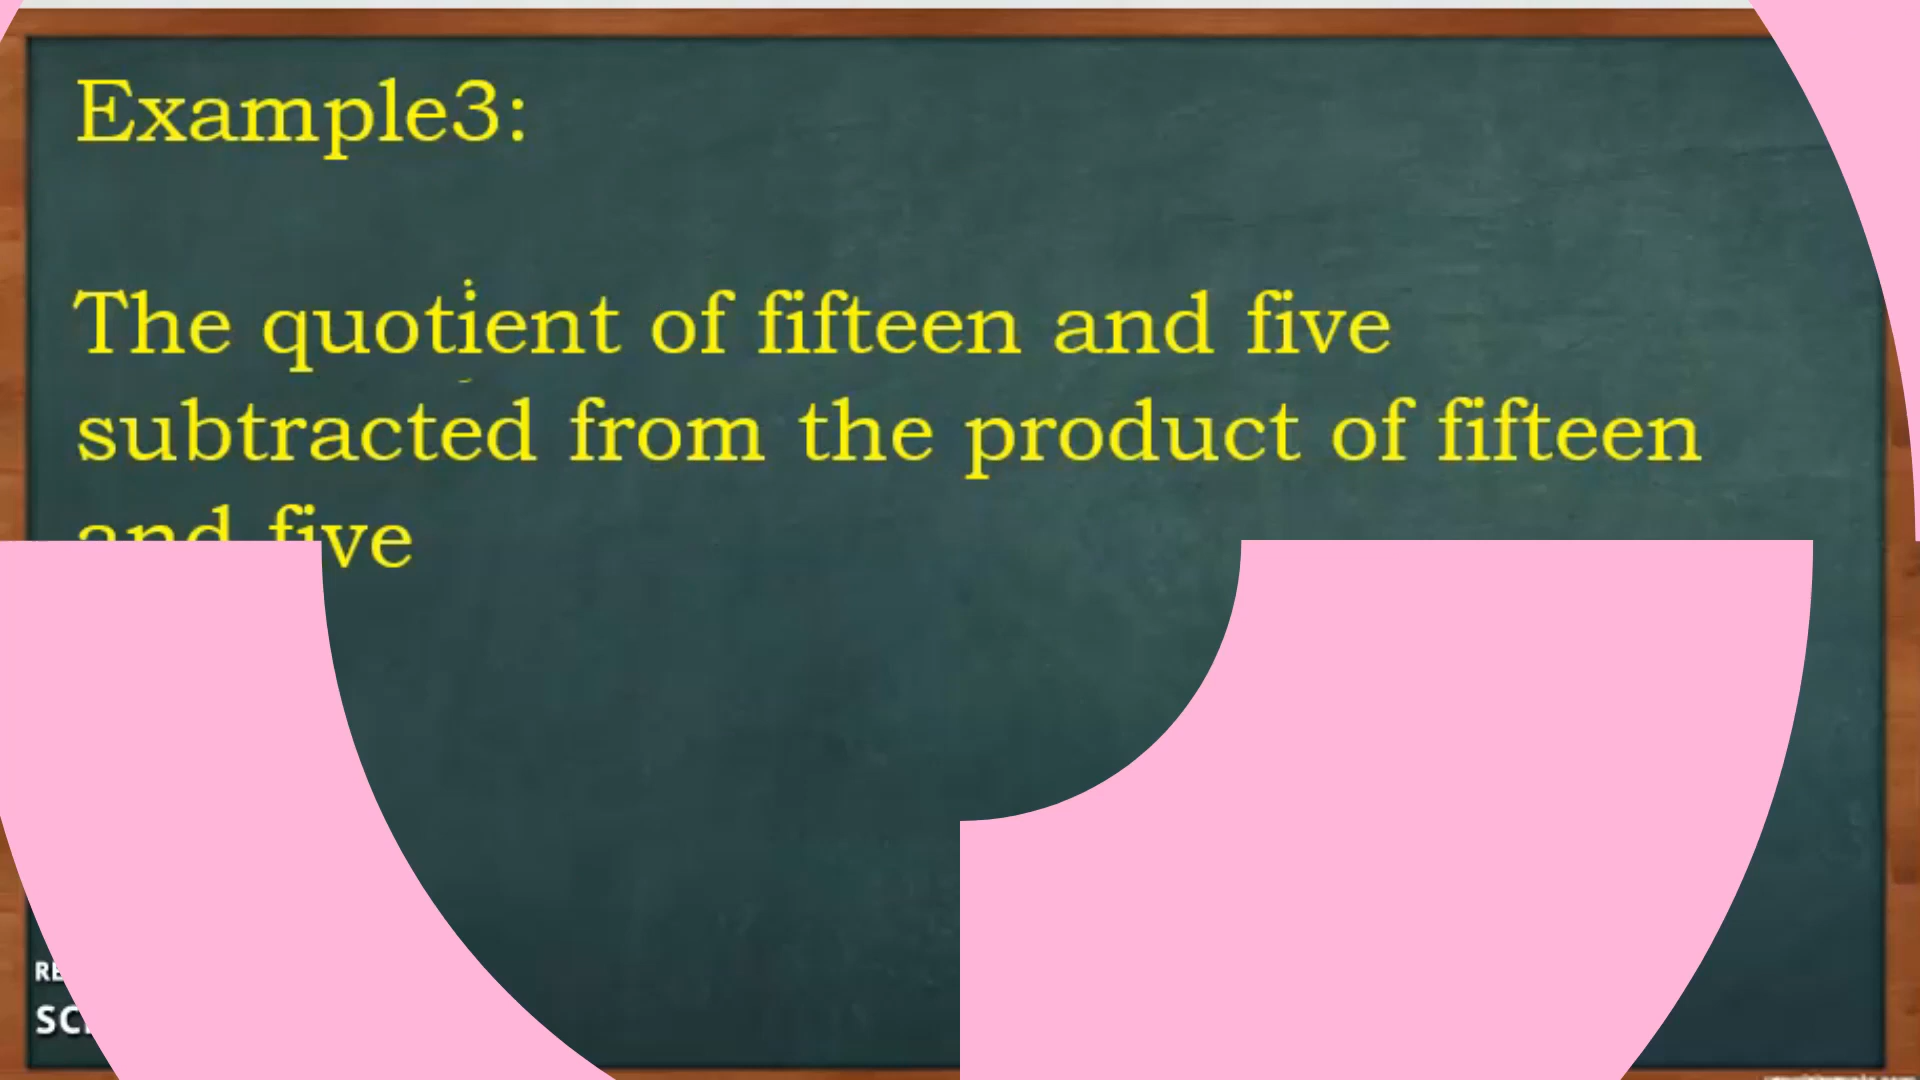 Example3:
The quotient of fifteen and five
subtracted from the product of fifteen
and five